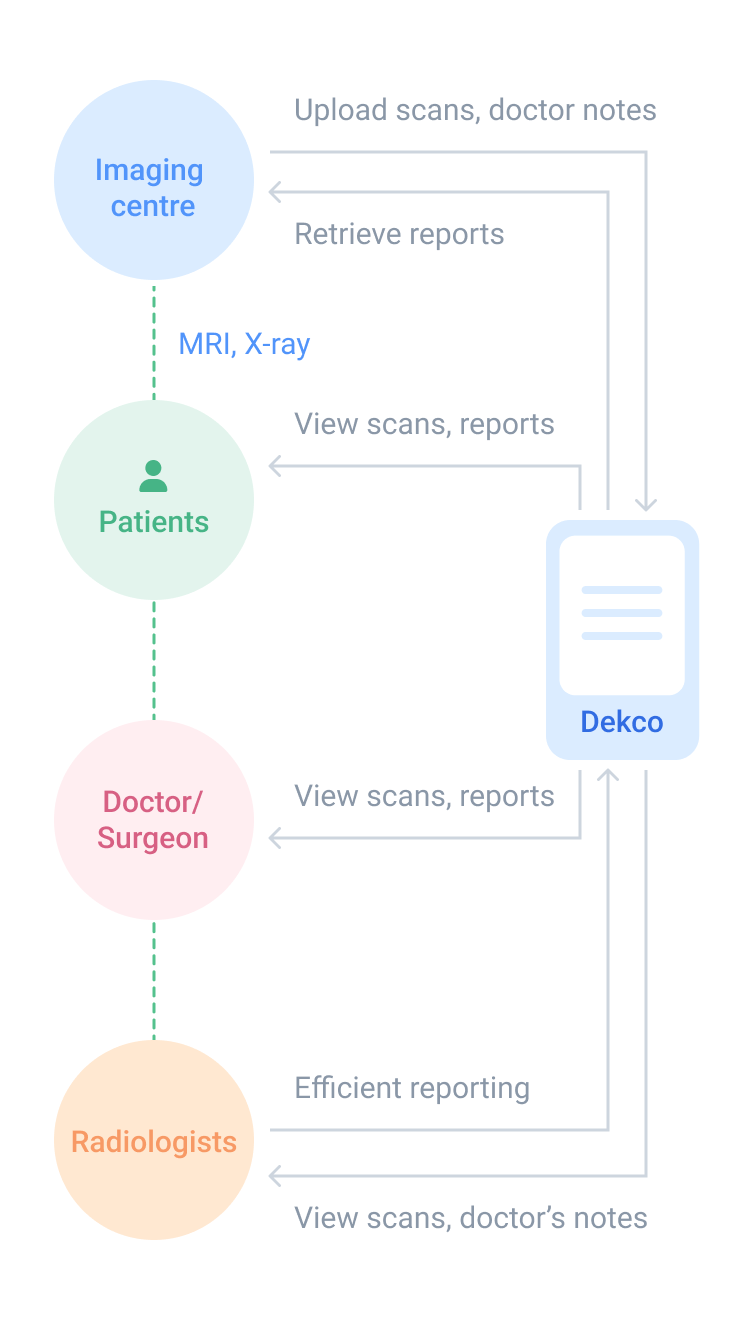 Upload scans, doctor notes
Imaging
centre
Retrieve reports
MRI, X-ray
View scans, reports
Patients
Dekco
View scans, reports
Doctor/
Surgeon
Efficient reporting
Radiologists
View scans, doctor’s notes